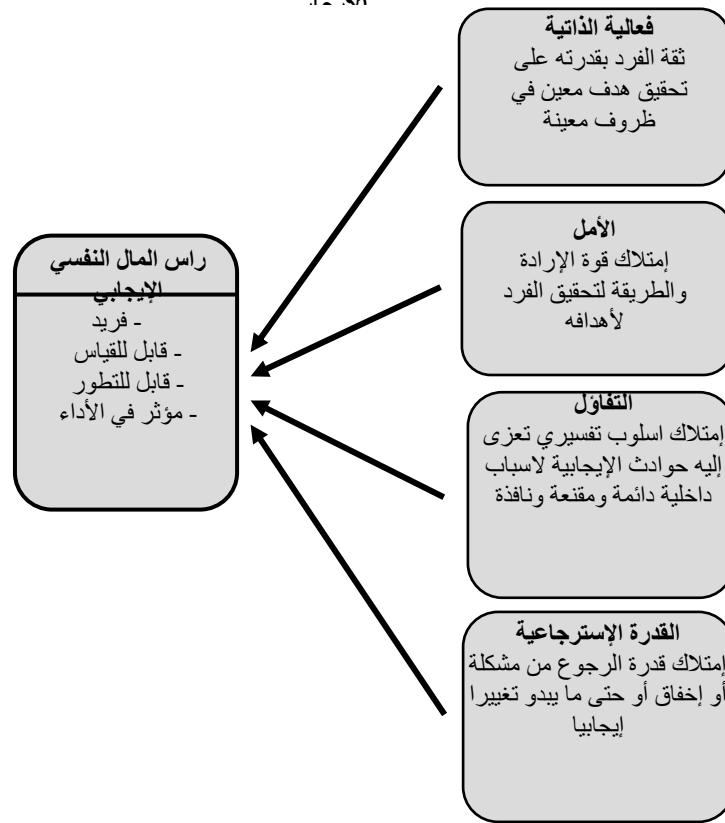 فعالية الذاتية
ثقة الفرد بقدرته على
تحقيق هدف معين في
ظروف معينة
الأمل
إمتلاك قوة الإرادة
والطريقة لتحقيق الفرد
لأهدافه
راس المال النفسي
الإيجابي
- فريد
- قابل للقياس
- قابل للتطور
- مؤثر في الأداء
التفاؤل
إمتلاك اسلوب تفسيري تعزى
إليه حوادث الإيجابية لاسباب
داخلية دائمة ومقنعة ونافذة
القدرة الإسترجاعية
إمتلاك قدرة الرجوع من مشكلة
أو إخفاق أو حتى ما يبدو تغييرا
إيجابيا